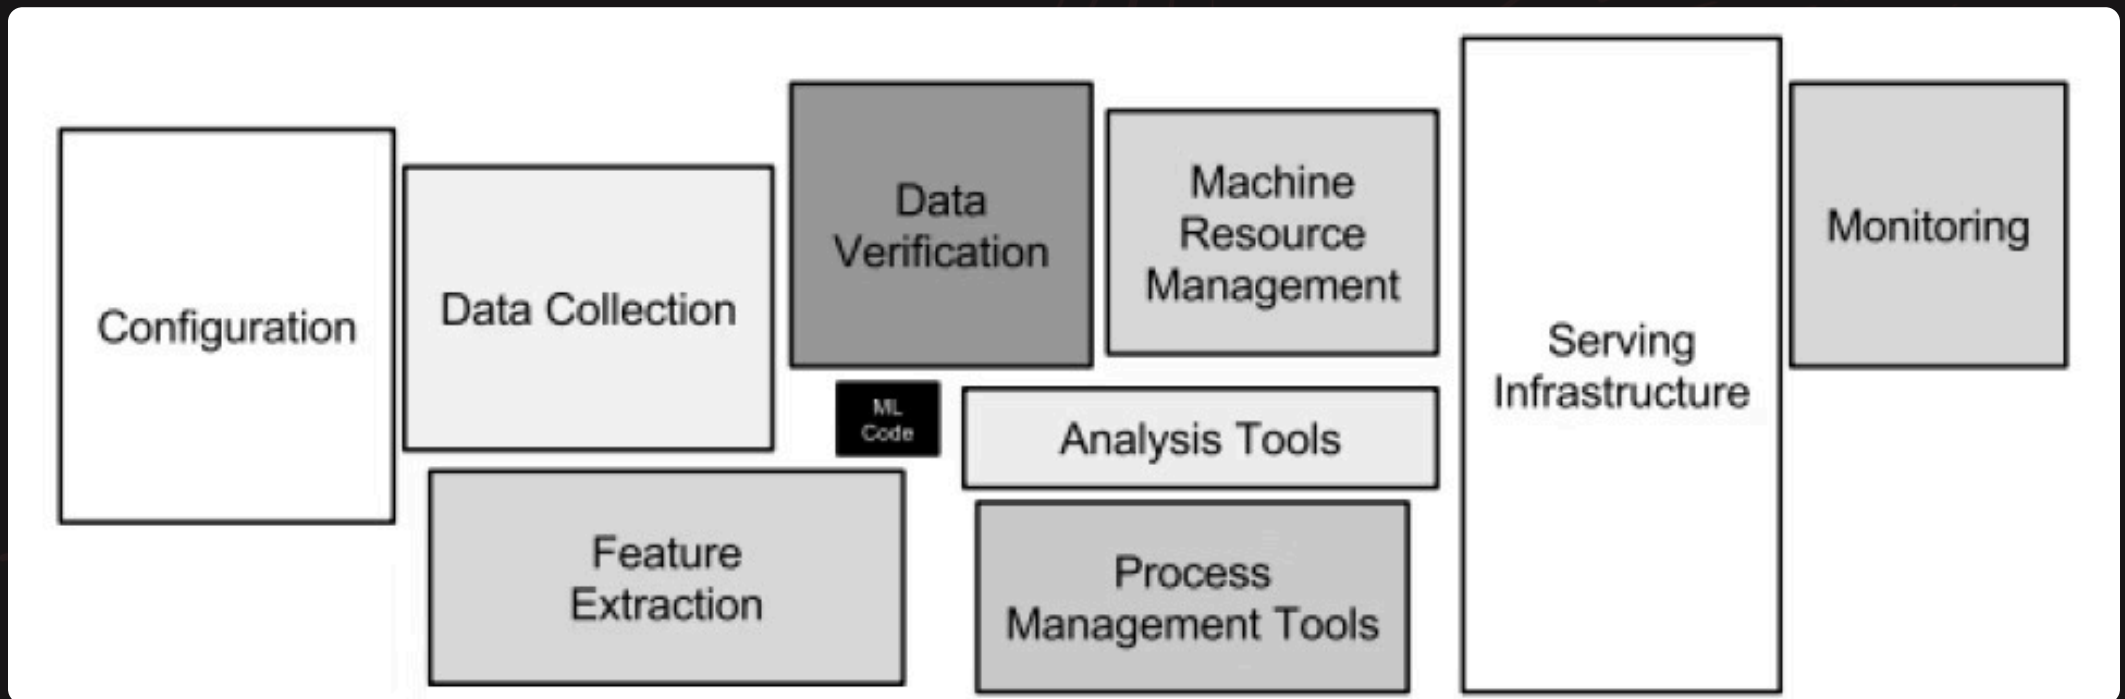 Configuration
Data Collection
Data
Verification
Machine
Resource
Management
Monitoring
Serving
Infrastructure
ML
Code
Analysis Tools
Feature
Extraction
Process
Management Tools